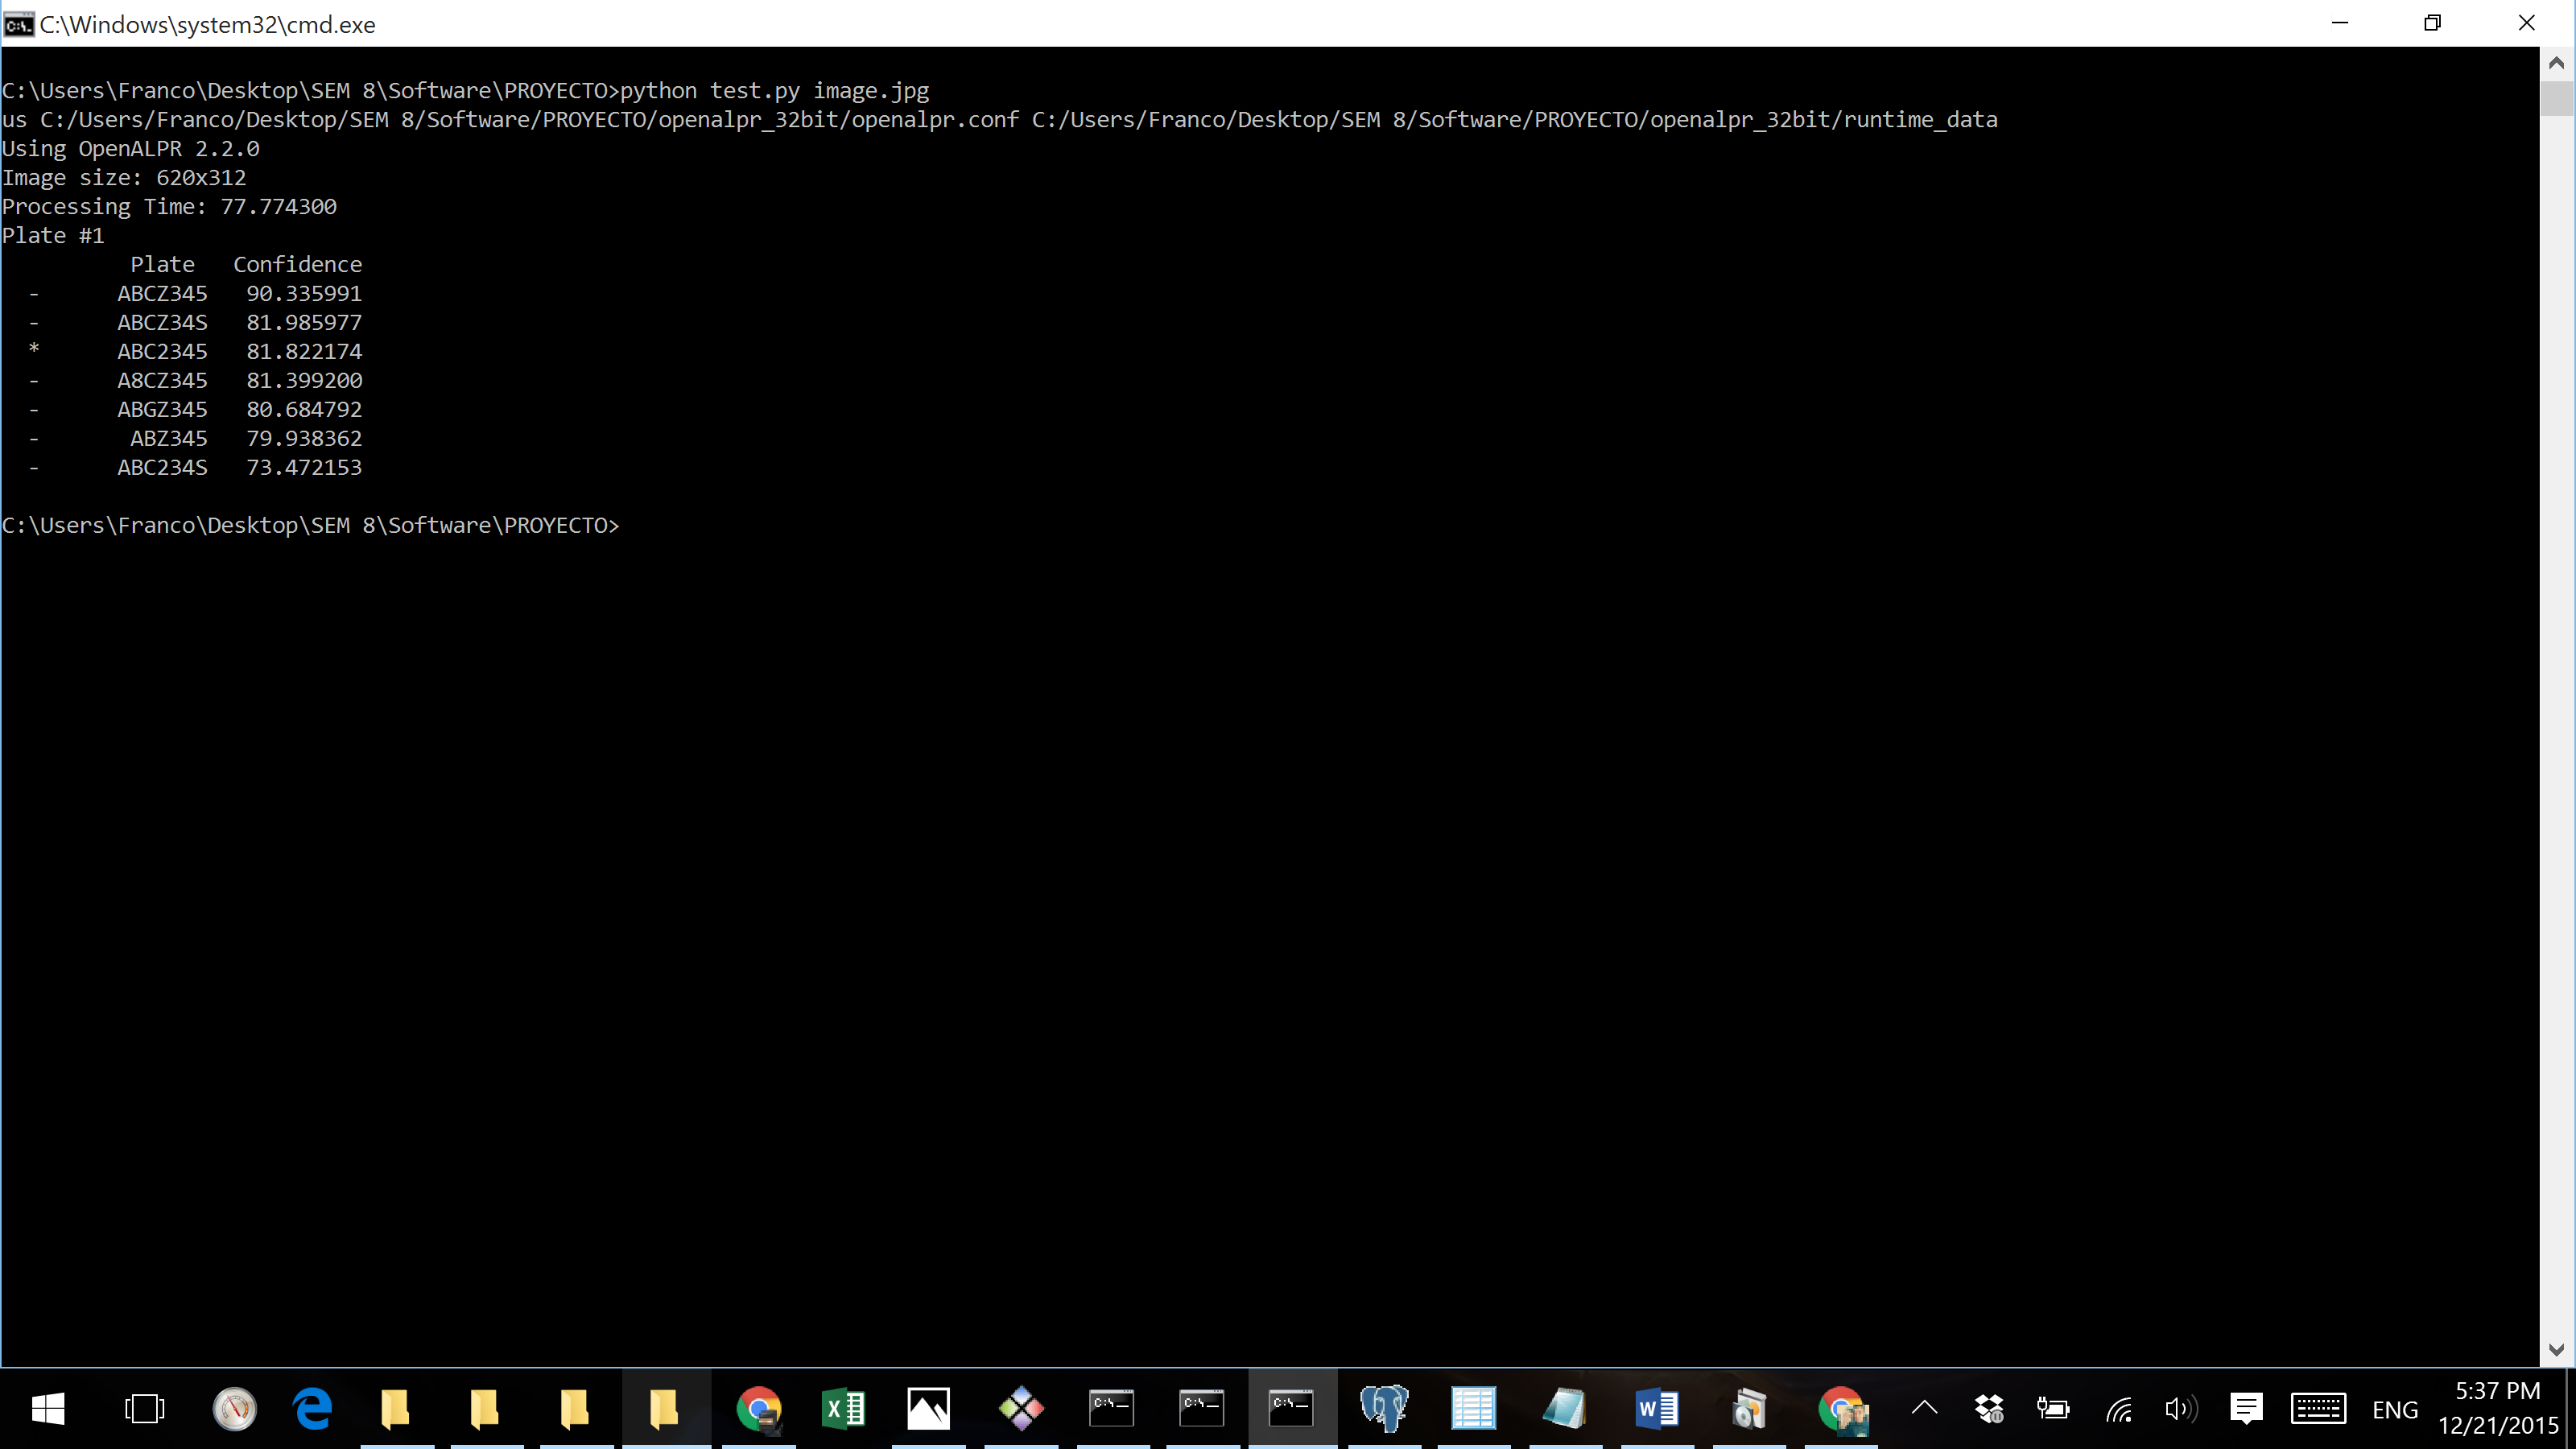 C:\Windows\system32\cmd.exe
C:\Users\Franco\Desktop\SEM 8\Software\PROYECTO>python test.py image.jpg
us C:/Users/Franco/Desktop/SEM 8/Software/PROYECTO/openalpr_32bit/openalpr.conf C:/Users/Franco/Desktop/SEM 8/Software/PROYECTO/openalpr_32bit/runtime_data
Using OpenALPR 2.2.0
Image size: 620x312
Processing Time: 77.774300
Plate #1
Plate Confidence
- ABCZ345 90.335991
- ABCZ34S 81.985977
* ABC2345 81.822174
- A8CZ345 81.399200
- ABGZ345 80.684792
- ABZ345 79.938362
- ABC234S 73.472153
C:\Users\Franco\Desktop\SEM 8\Software\PROYECTO>
ENG
5:37 PM
12/21/2015